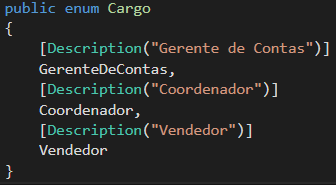 public enum Cargo
{
[Description("Gerente de Contas")]
GerenteDeContas,
[Description("Coordenador")]
Coordenador,
[Description("Vendedor")]
Vendedor
}